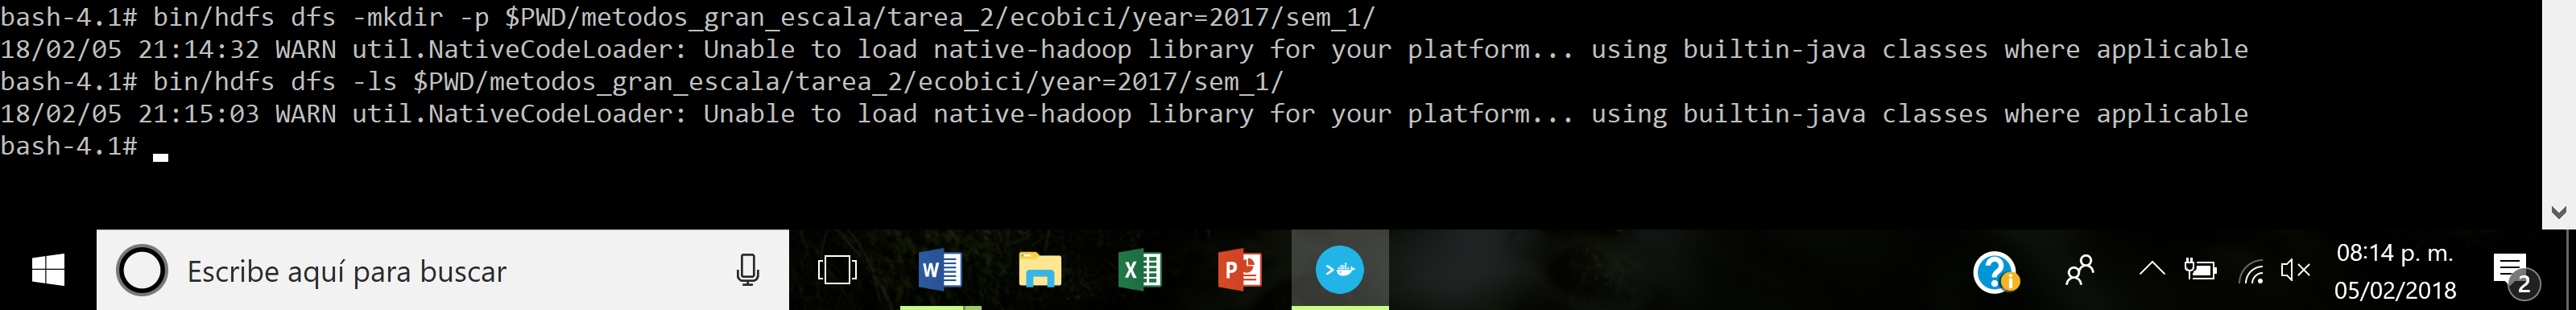 bash-4.1# bin/hdfs dfs -mkdir -p $PWD/metodos_gran_escala/tarea_2/ecobici/year=2017/sem_1/
18/02/05 21:14:32 WARN util.NativeCodeLoader: Unable to load native-hadoop library for your platform... using builtin-java classes where applicable
bash-4.1# bin/hdfs dfs -ls $PWD/metodos_gran_escala/tarea_2/ecobici/year=2017/sem_1/
18/02/05 21:15:03 WARN util.NativeCodeLoader: Unable to load native-hadoop library for your platform... using builtin-java classes where applicable
bash-4.1#
Escribe aquí para buscar
08:14 p. m.
05/02/2018
2